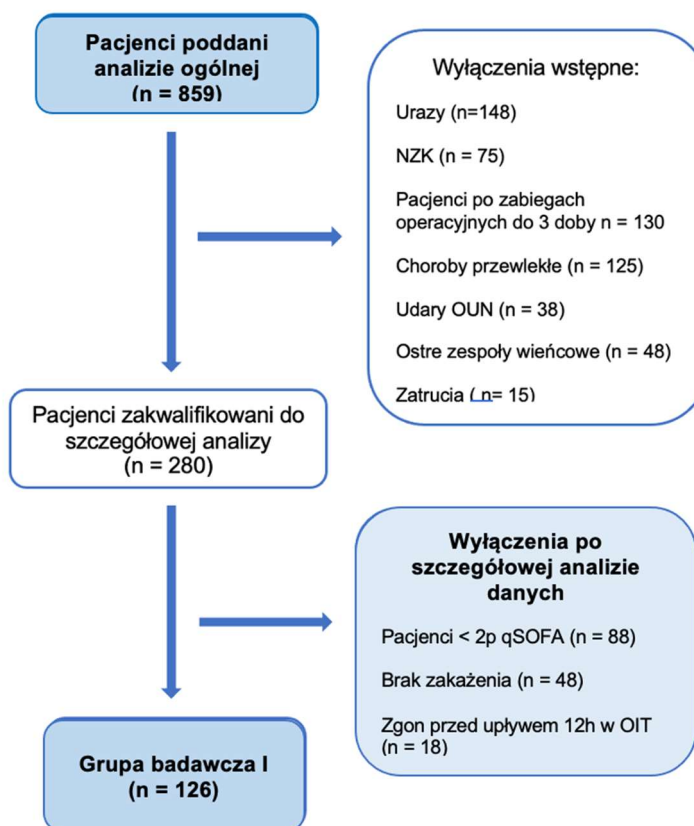 Pacjenci poddani
analizie ogólnej
(n = 859)
Wyłączenia wstępne:
Urazy (n=148)
NZK (n = 75)
Pacjenci po zabiegach
operacyjnych do 3 doby n = 130
Choroby przewlekłe (n = 125)
Udary OUN (n = 38)
Ostre zespoły wieńcowe (n = 48)
Zatrucia ( n= 15)
Pacjenci zakwalifikowani do
szczegółowej analizy
(n = 280)
Wyłączenia po
szczegółowej analizie
danych
Pacjenci < 2p qSOFA (n = 88)
Brak zakażenia (n = 48)
Zgon przed upływem 12h w OIT
(n = 18)
Grupa badawcza I
(n = 126)